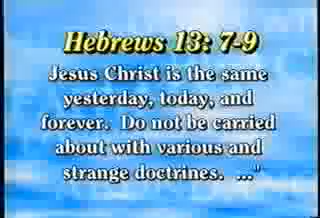 Hebrews 13: 7-9
Jesus Christ is the same
yesterday, today, and
forever.  Do not be carried
about with various and
strange doctrines.  ..."